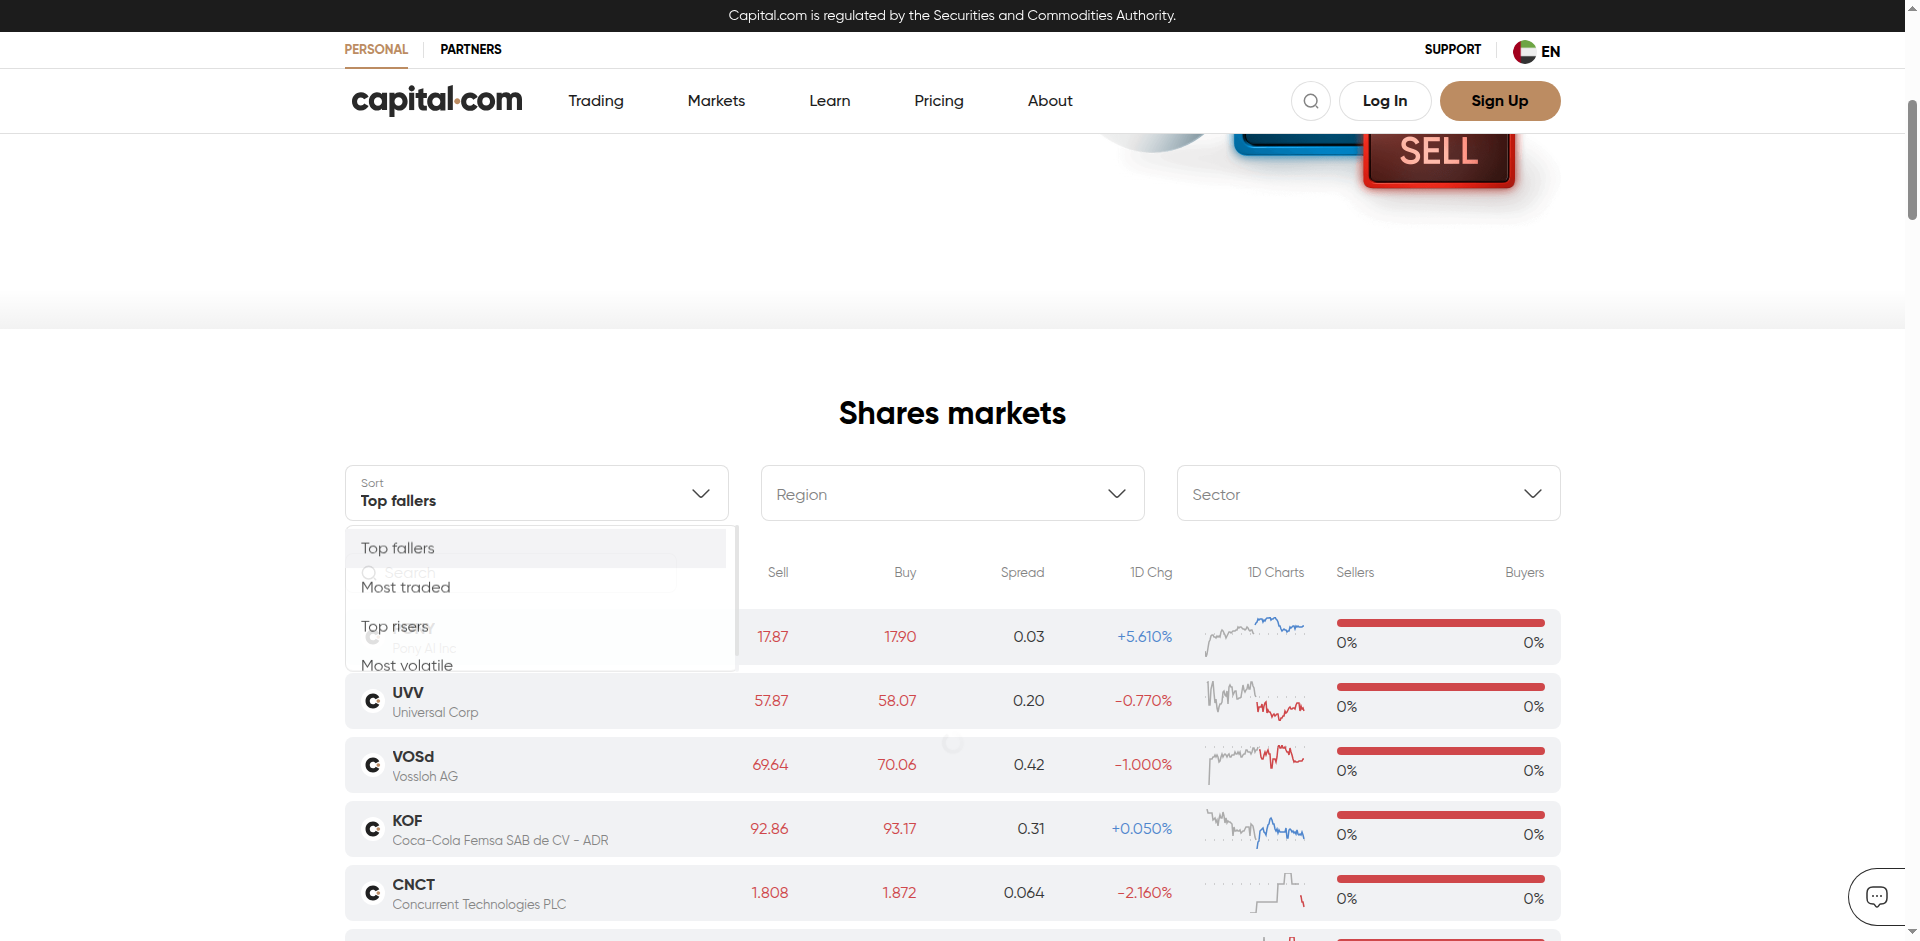 Capital.com is regulated by the Securities and Commodities Authority.
PERSONAL PARTNERS SUPPORT EN
capital.com Trading Markets Learn Pricing About Log In Sign Up
SELL
Shares markets
Sort
Top fallers Region Sector
Top fallers
Search Sell Buy Spread 1D Chg 1D Charts Sellers Buyers
Most traded
Top risers
17.87 17.90 0.03 +5.610% 0% 0%
Pony AI Inc
Most volatile
UVV
Universal Corp
57.87 58.07 0.20 -0.770% 0% 0%
VOSd
Vossloh AG
69.64 70.06 0.42 -1.000% 0% 0%
KOF
Coca-Cola Femsa SAB de CV - ADR
92.86 93.17 0.31 +0.050% 0% 0%
CNCT
Concurrent Technologies PLC
1.808 1.872 0.064 -2.160% 0% 0%